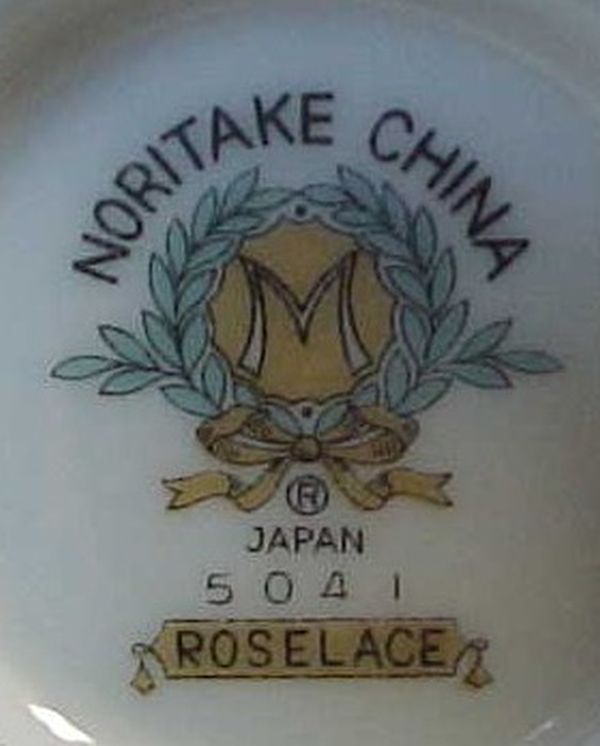 NORITAKE CHINA
M
®
JAPAN
5041
ROSELACE